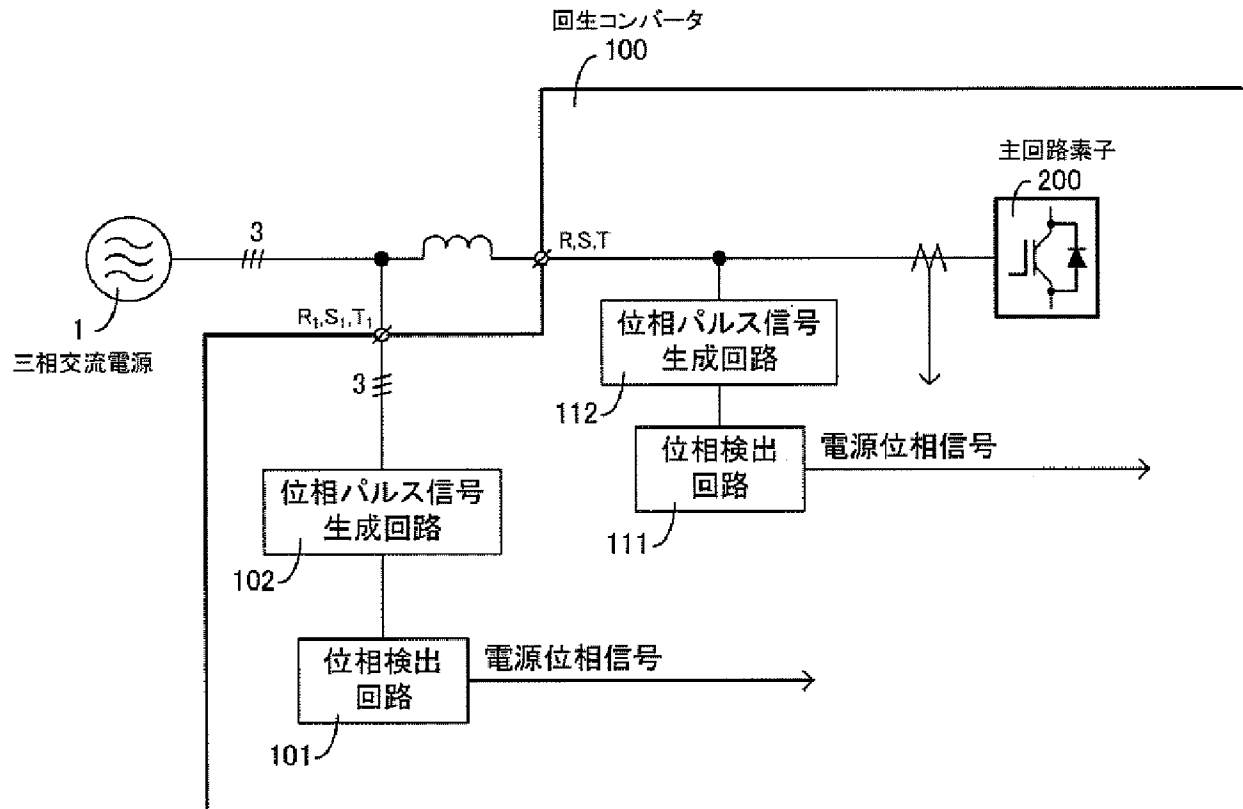 回生コンバータ
100
主回路素子
200
3
R,S,T
1
三相交流電源
R₁,S₁,T₁
3
位相パルス信号
生成回路
112
位相検出
回路
電源位相信号
111
位相パルス信号
生成回路
102
位相検出
回路
電源位相信号
101